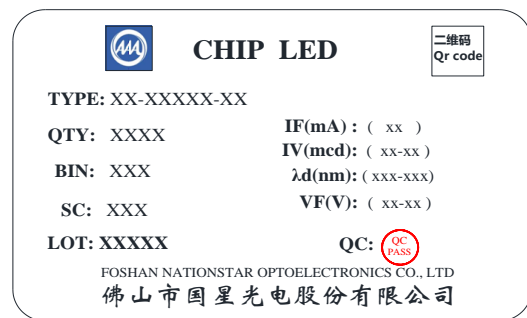 CHIP LED
二维码
Qr code
TYPE: XX-XXXXX-XX
QTY: XXXX
IF(mA) : ( xx )
IV(mcd): ( xx-xx )
BIN: XXX
λd(nm): ( xxx-xxx)
SC: XXX
VF(V): ( xx-xx )
LOT: XXXXX
QC: QC
PASS
FOSHAN NATIONSTAR OPTOELECTRONICS CO., LTD
佛山市国星光电股份有限公司